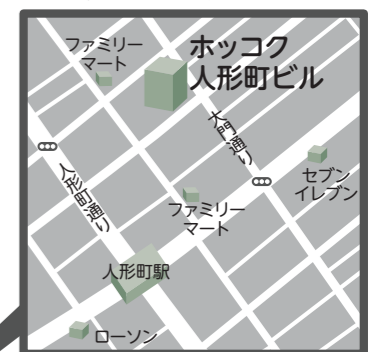 ファミリー
マート
ホッコク
人形町ビル
大門通り
人形町通り
セブン
イレブン
ファミリー
マート
人形町駅
ローソン